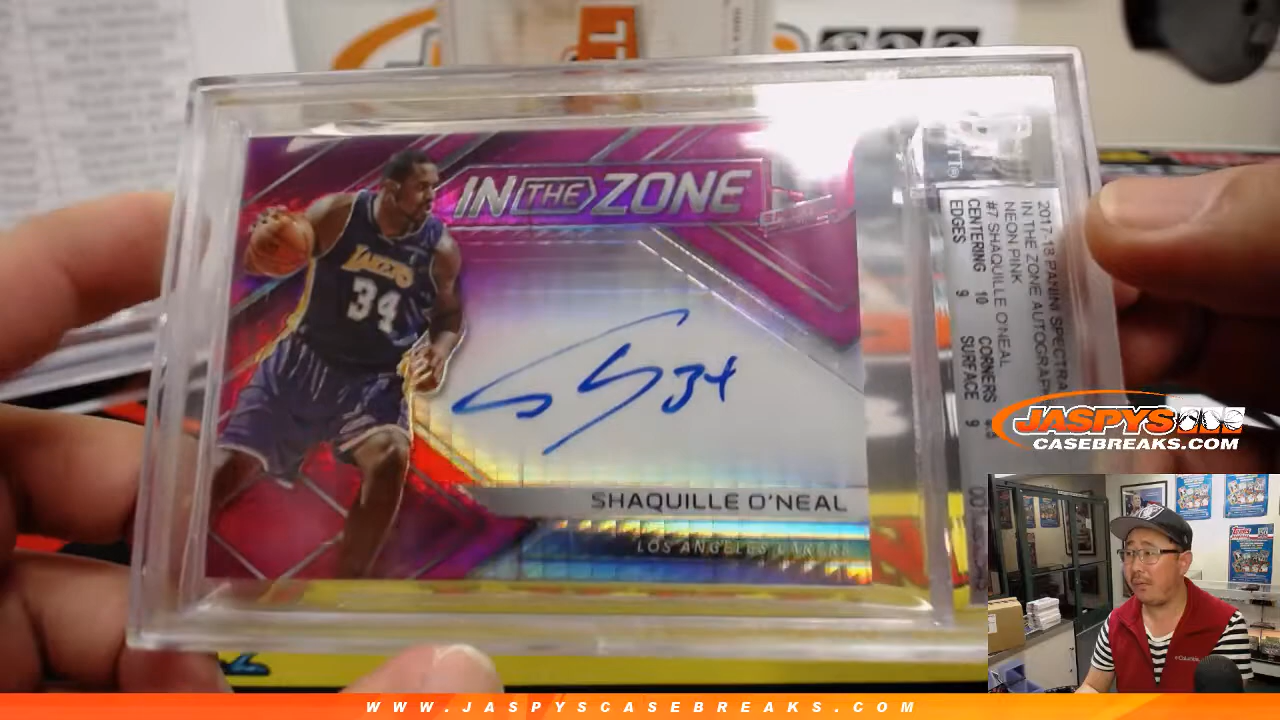 IN THE ZONE
LAKERS
34
34
SHAQUILLE O'NEAL
LOS ANGELES LAKERS
2017-18 PANINI SPECTRA
IN THE ZONE AUTOGRAPH
NEON PINK
#7 SHAQUILLE O'NEAL
CENTERING 10 CORNERS
EDGES 9 SURFACE 9
JASPYS
CASEBREAKS.COM
WWW.JASPYSCASEBREAKS.COM